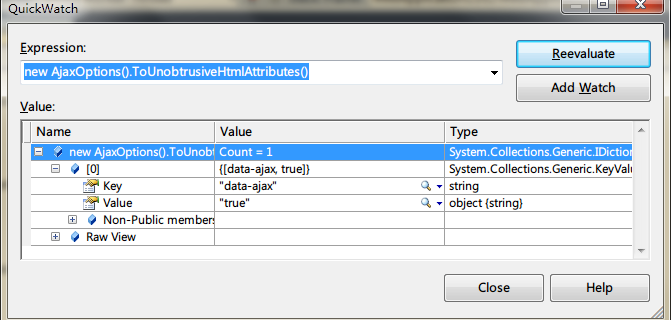 QuickWatch
Expression:
new AjaxOptions().ToUnobtrusiveHtmlAttributes()
Reevaluate
Add Watch
Value:
Name Value Type
new AjaxOptions().ToUnobt Count = 1 System.Collections.Generic.IDiction
[0] {[data-ajax, true]} System.Collections.Generic.KeyValu
Key "data-ajax" string
Value "true" object {string}
Non-Public members
Raw View
Close
Help